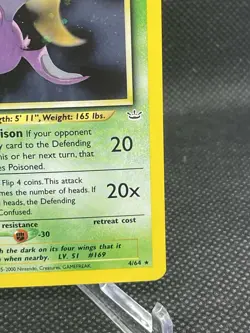 ngth: 5' 11", Weight: 165 lbs.
ison If your opponent
y card to the Defending
is or her next turn, that
s Poisoned.
20
Flip 4 coins. This attack
mes the number of heads. If
heads, the Defending
Confused.
20x
resistance
retreat cost
-30
h the dark on its four wings that it
when nearby. LV. 51 #169
5-2000 Nintendo, Creatures, GAMEFREAK.
4/64 ★